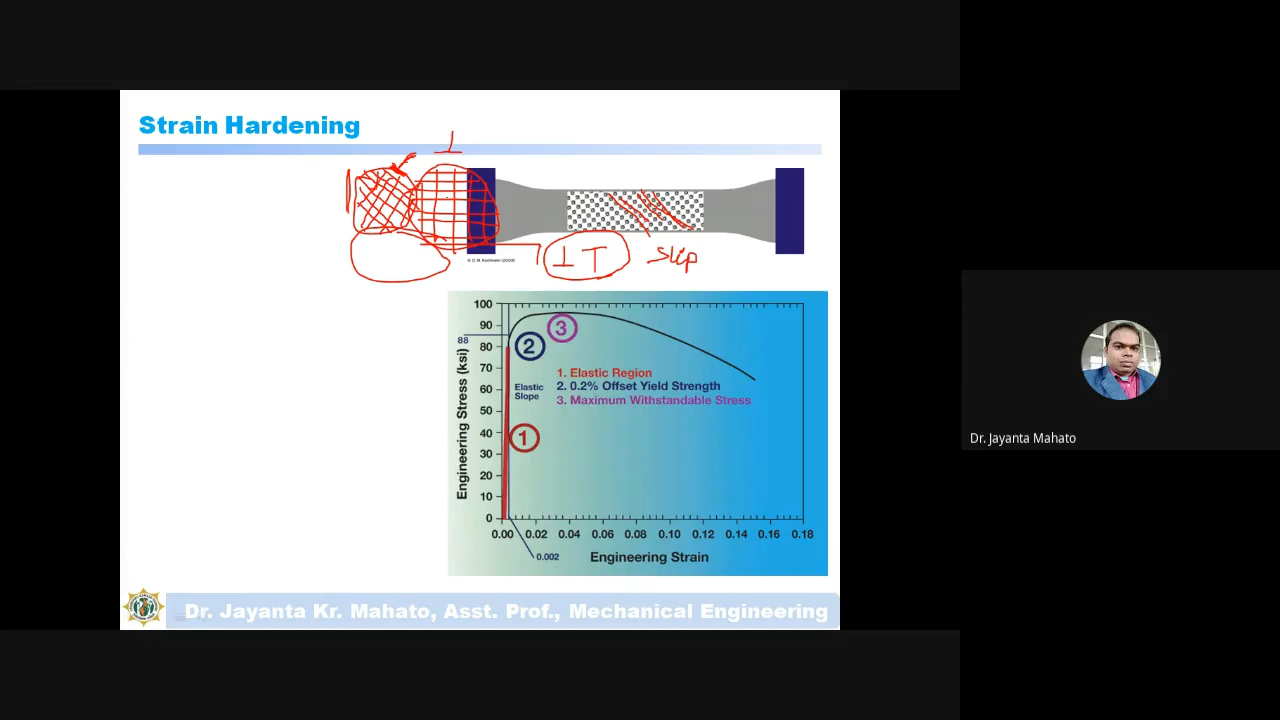 Strain Hardening
⊥
© G. M. Kaufmann (2009)
⊥ T
Slip
100
90
88
80
70
60
50
40
30
20
10
0
Engineering Stress (ksi)
3
2
1
Elastic
Slope
1. Elastic Region
2. 0.2% Offset Yield Strength
3. Maximum Withstandable Stress
0.00 0.02 0.04 0.06 0.08 0.10 0.12 0.14 0.16 0.18
0.002
Engineering Strain
Dr. Jayanta Kr. Mahato, Asst. Prof., Mechanical Engineering
Dr. Jayanta Mahato